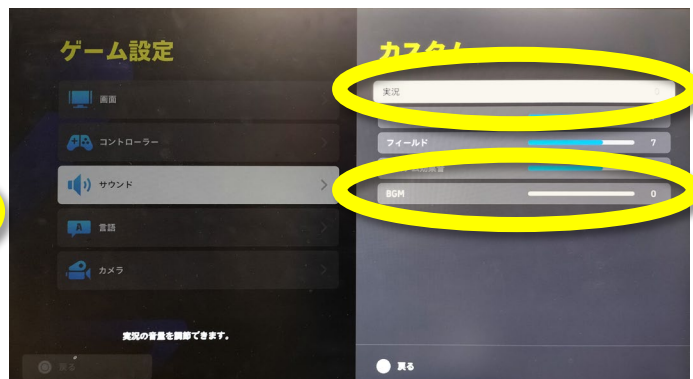 ゲーム設定
画面
コントローラー
サウンド
言語
カメラ
実況の音量を調節できます。
戻る
カスタム
実況
フィールド 7
BGM 0
戻る